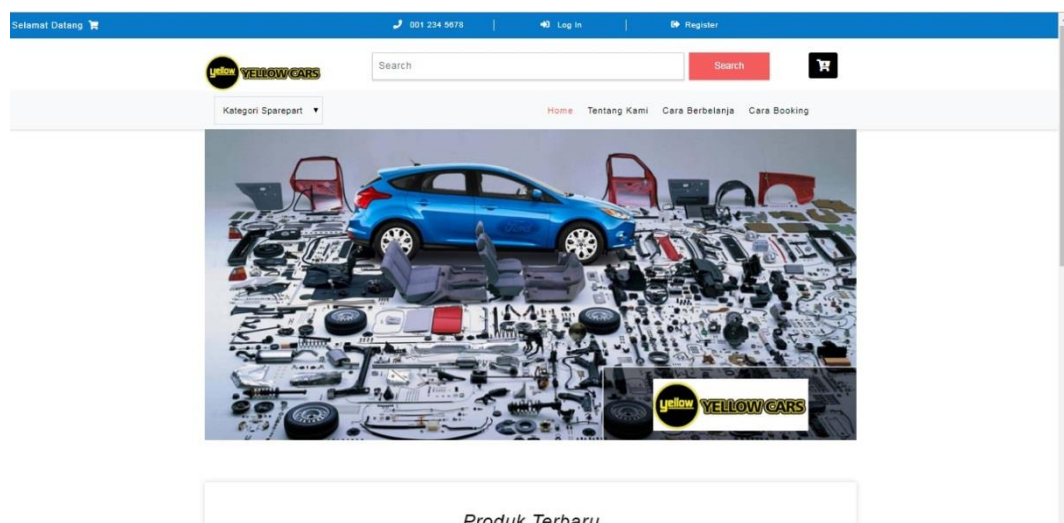 Selamat Datang
001 234 5678 | Log In | Register
yellow YELLOW CARS
Search
Search
Kategori Sparepart
Home Tentang Kami Cara Berbelanja Cara Booking
Ford
yellow YELLOW CARS
Produk Terbaru